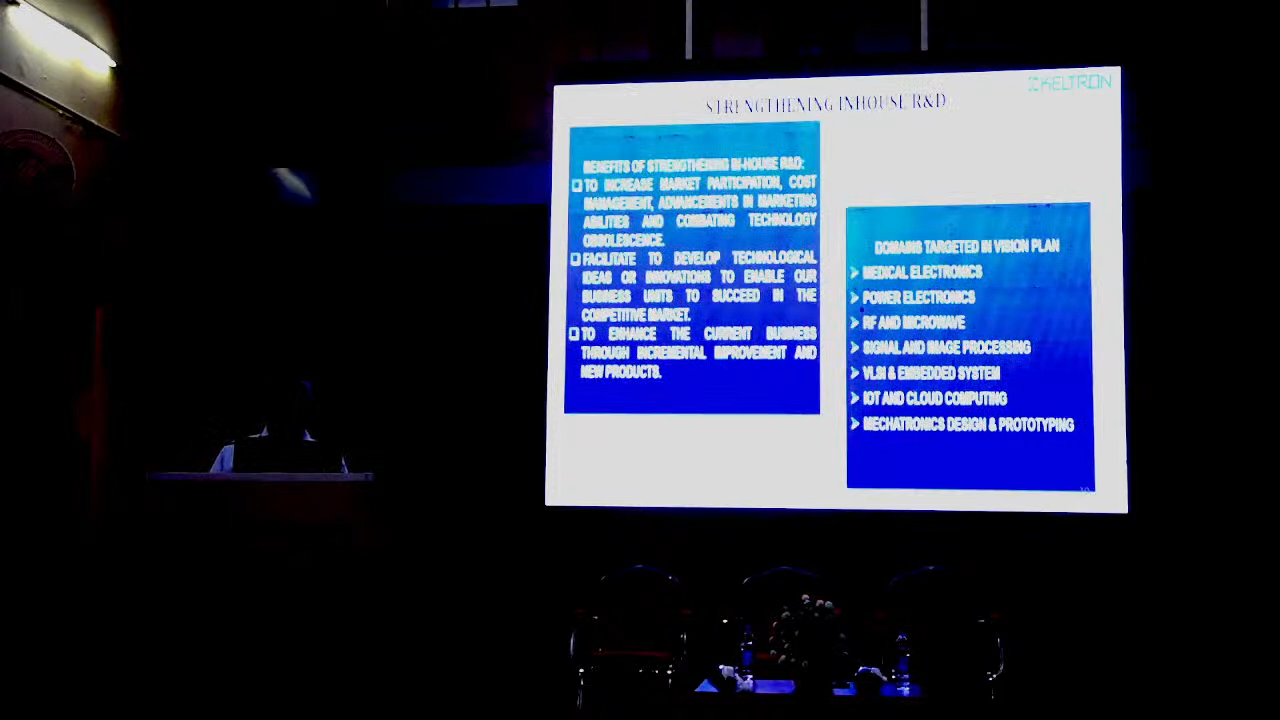 KELTRON
STRENGTHENING INHOUSE R&D
BENEFITS OF STRENGTHENING IN-HOUSE R&D:
TO INCREASE MARKET PARTICIPATION, COST
MANAGEMENT, ADVANCEMENTS IN MARKETING
ABILITIES AND COMBATING TECHNOLOGY
OBSOLESCENCE.
FACILITATE TO DEVELOP TECHNOLOGICAL
IDEAS OR INNOVATIONS TO ENABLE OUR
BUSINESS UNITS TO SUCCEED IN THE
COMPETITIVE MARKET.
TO ENHANCE THE CURRENT BUSINESS
THROUGH INCREMENTAL IMPROVEMENT AND
NEW PRODUCTS.
DOMAINS TARGETED IN VISION PLAN
MEDICAL ELECTRONICS
POWER ELECTRONICS
RF AND MICROWAVE
SIGNAL AND IMAGE PROCESSING
VLSI & EMBEDDED SYSTEM
IOT AND CLOUD COMPUTING
MECHATRONICS DESIGN & PROTOTYPING